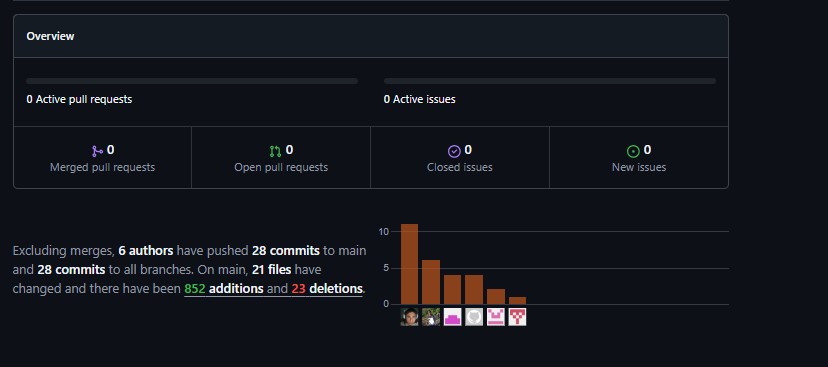 Overview
0 Active pull requests
0 Active issues
0
Merged pull requests
0
Open pull requests
0
Closed issues
0
New issues
Excluding merges, 6 authors have pushed 28 commits to main
and 28 commits to all branches. On main, 21 files have
changed and there have been 852 additions and 23 deletions.
10
5
0